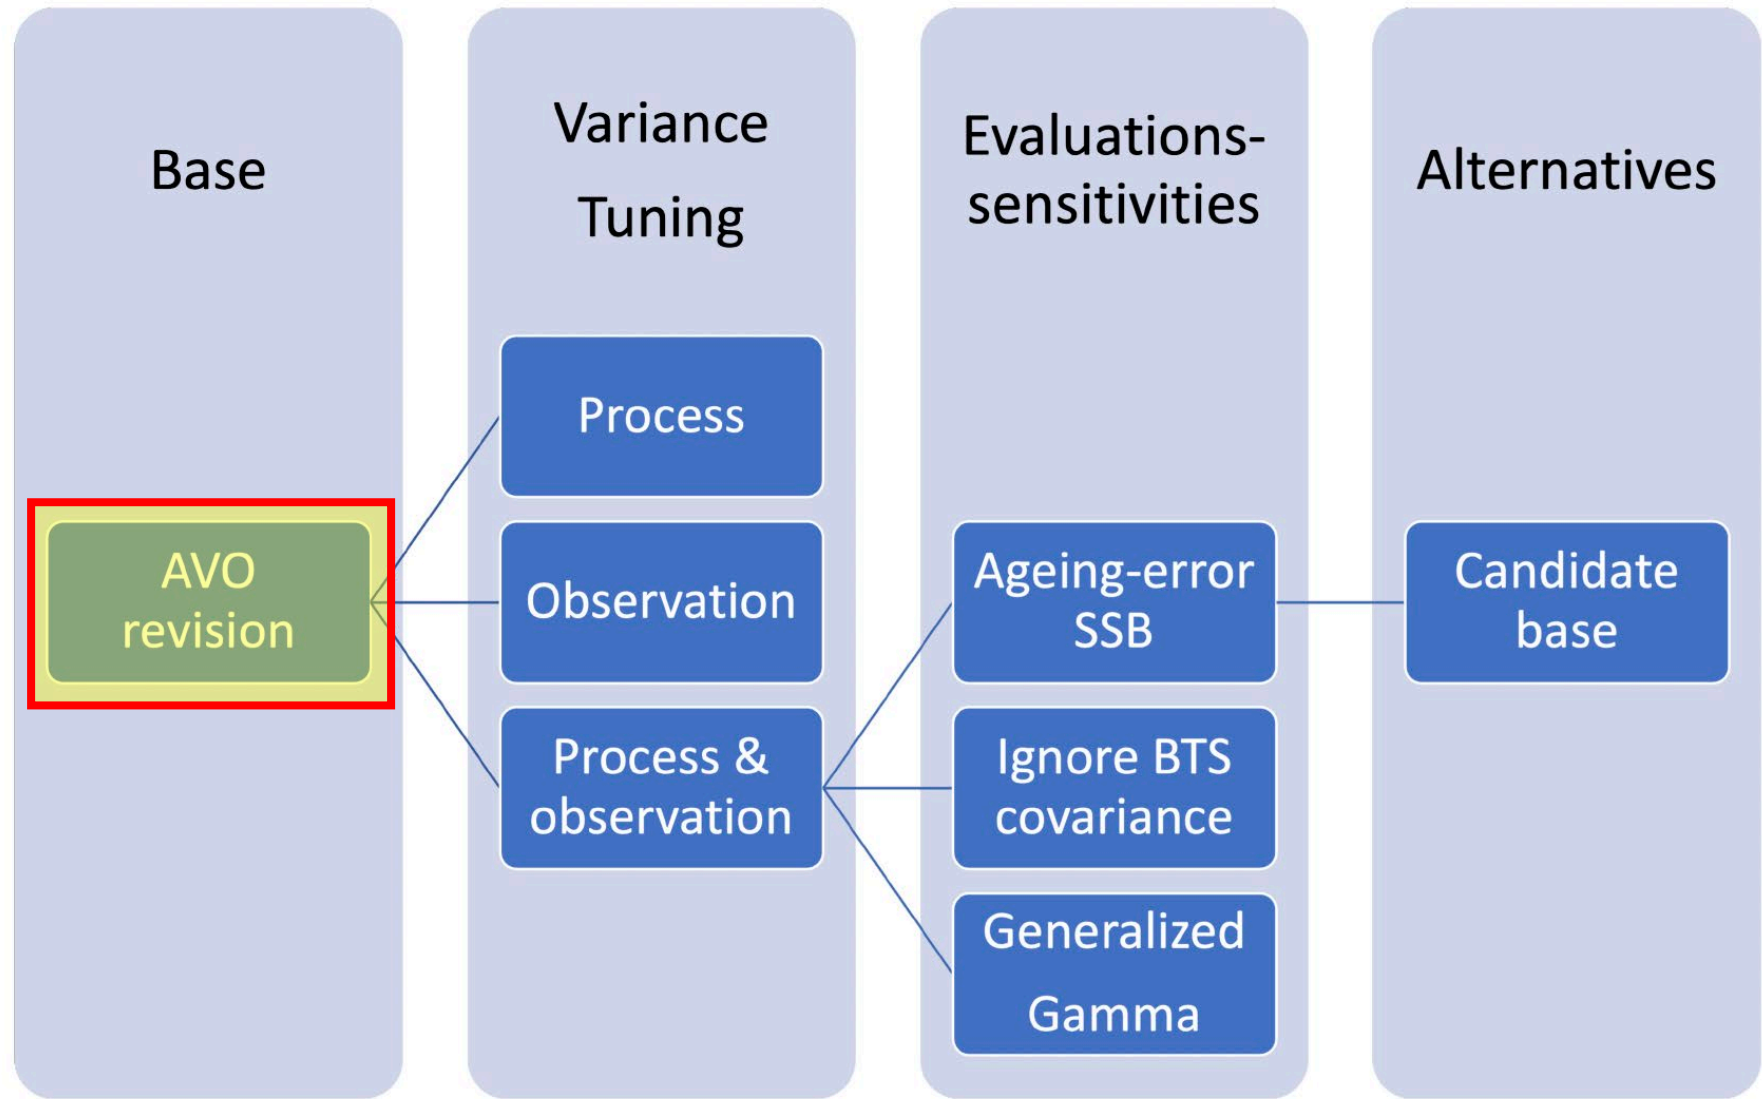 Base
AVO
revision
Variance
Tuning
Process
Observation
Process &
observation
Evaluations-
sensitivities
Ageing-error
SSB
Ignore BTS
covariance
Generalized
Gamma
Alternatives
Candidate
base